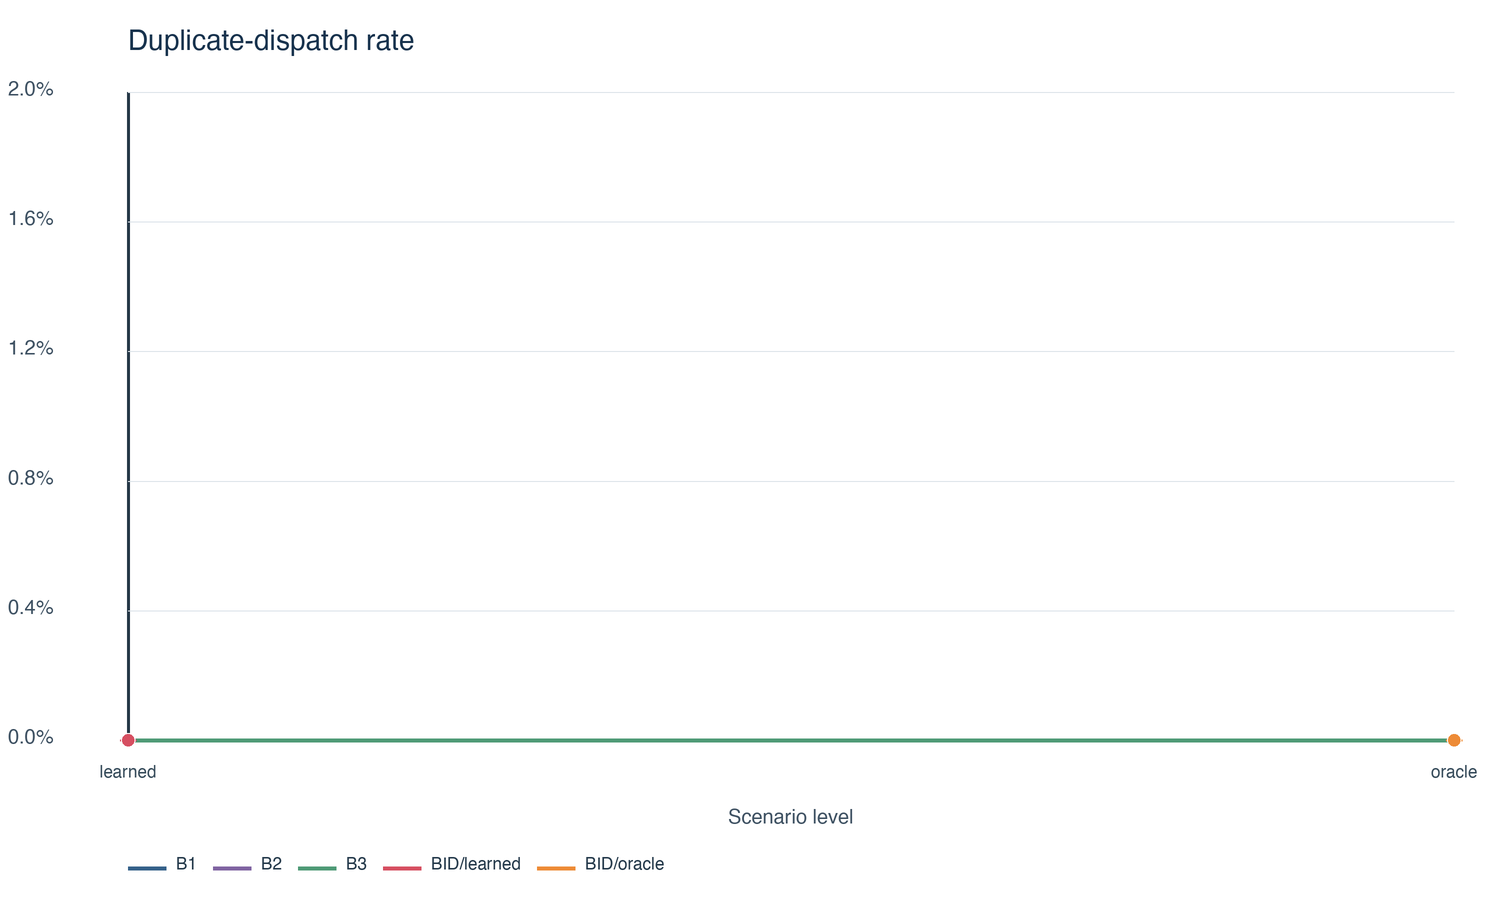 Duplicate-dispatch rate
2.0%
1.6%
1.2%
0.8%
0.4%
0.0%
learned oracle
Scenario level
B1 B2 B3 BID/learned BID/oracle